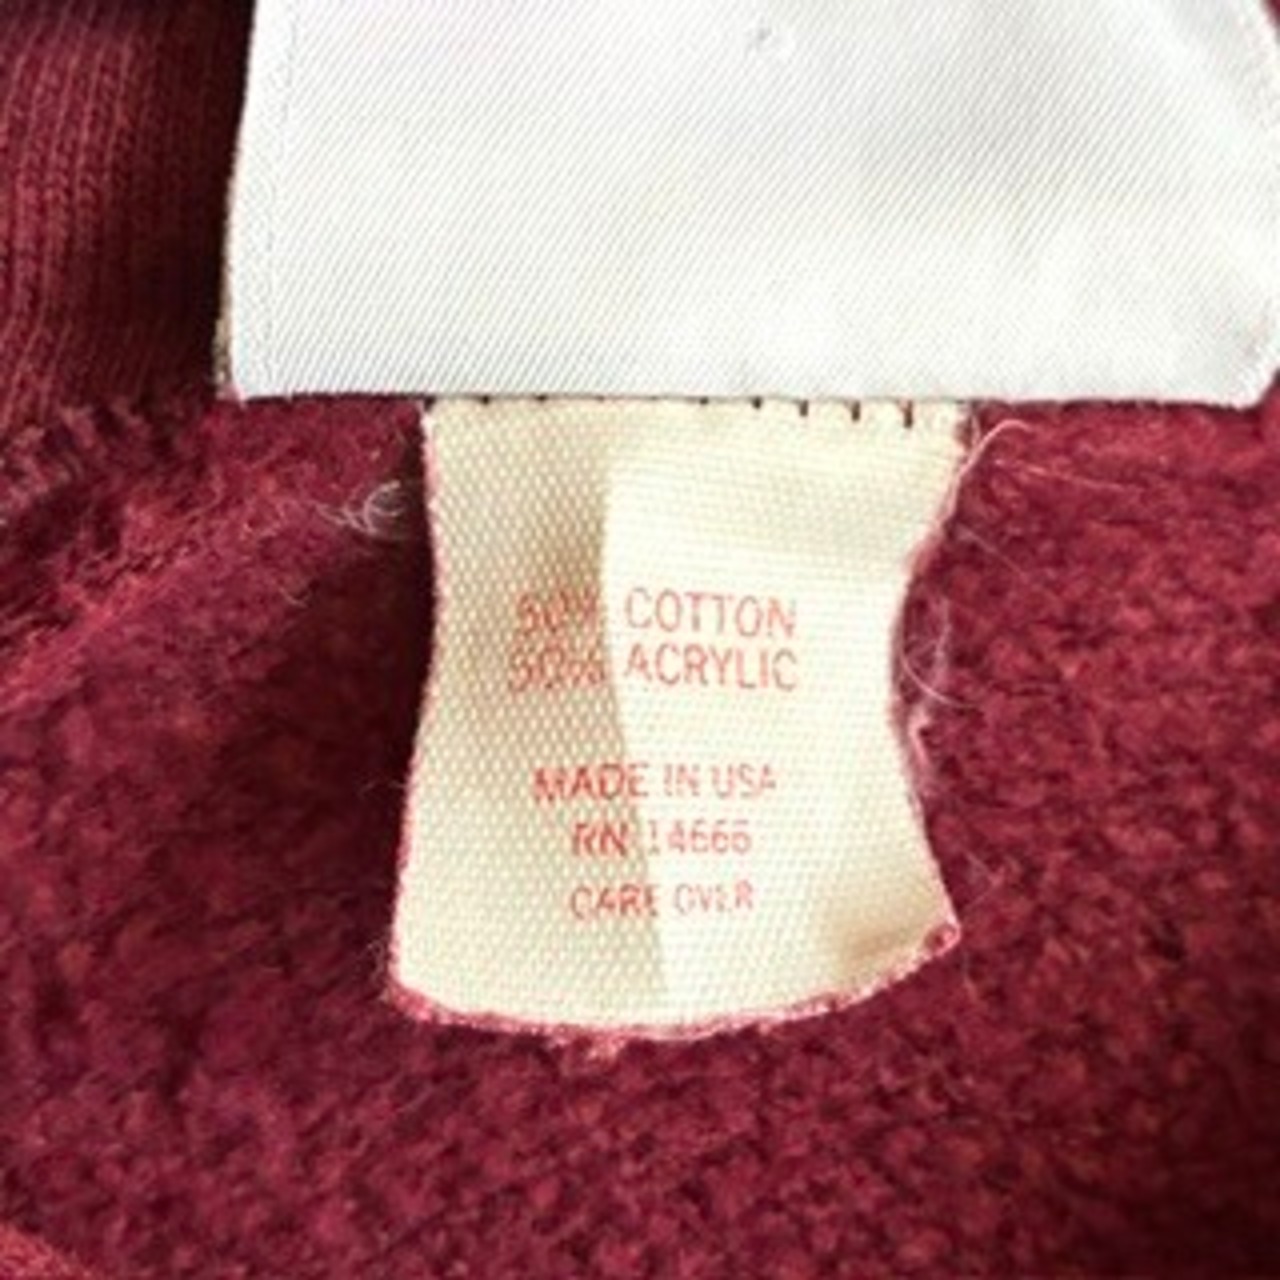 50% COTTON
50% ACRYLIC
MADE IN USA
RN 14666
CARE OVER